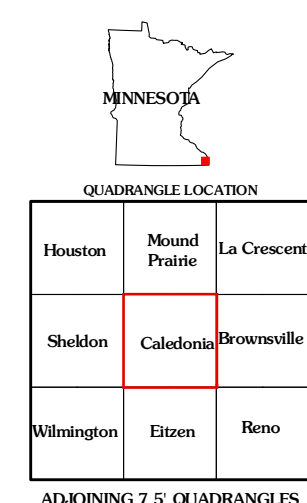 MINNESOTA
QUADRANGLE LOCATION
Houston
Mound
Prairie
La Crescent
Sheldon
Caledonia
Brownsville
Wilmington
Eitzen
Reno
ADJOINING 7.5' QUADRANGLES